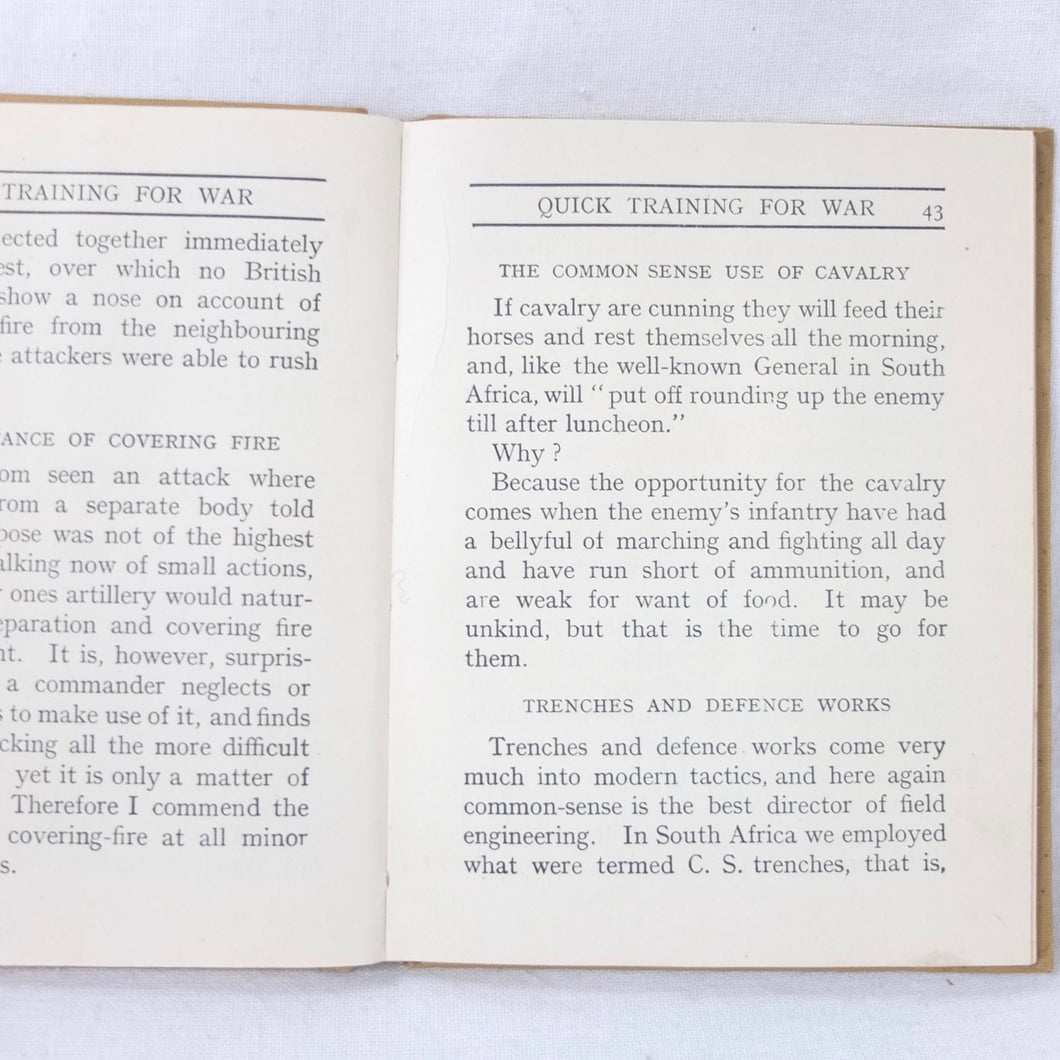 TRAINING FOR WAR
ected together immediately
est, over which no British
show a nose on account of
fire from the neighbouring
attackers were able to rush
ANCE OF COVERING FIRE
om seen an attack where
from a separate body told
pose was not of the highest
alking now of small actions,
ones artillery would natur-
eparation and covering fire
nt. It is, however, surpris-
a commander neglects or
s to make use of it, and finds
cking all the more difficult
yet it is only a matter of
Therefore I commend the
covering-fire at all minor
s.
QUICK TRAINING FOR WAR 43
THE COMMON SENSE USE OF CAVALRY
If cavalry are cunning they will feed their
horses and rest themselves all the morning,
and, like the well-known General in South
Africa, will "put off rounding up the enemy
till after luncheon."
Why?
Because the opportunity for the cavalry
comes when the enemy's infantry have had
a bellyful of marching and fighting all day
and have run short of ammunition, and
are weak for want of food. It may be
unkind, but that is the time to go for
them.
TRENCHES AND DEFENCE WORKS
Trenches and defence works come very
much into modern tactics, and here again
common-sense is the best director of field
engineering. In South Africa we employed
what were termed C. S. trenches, that is,